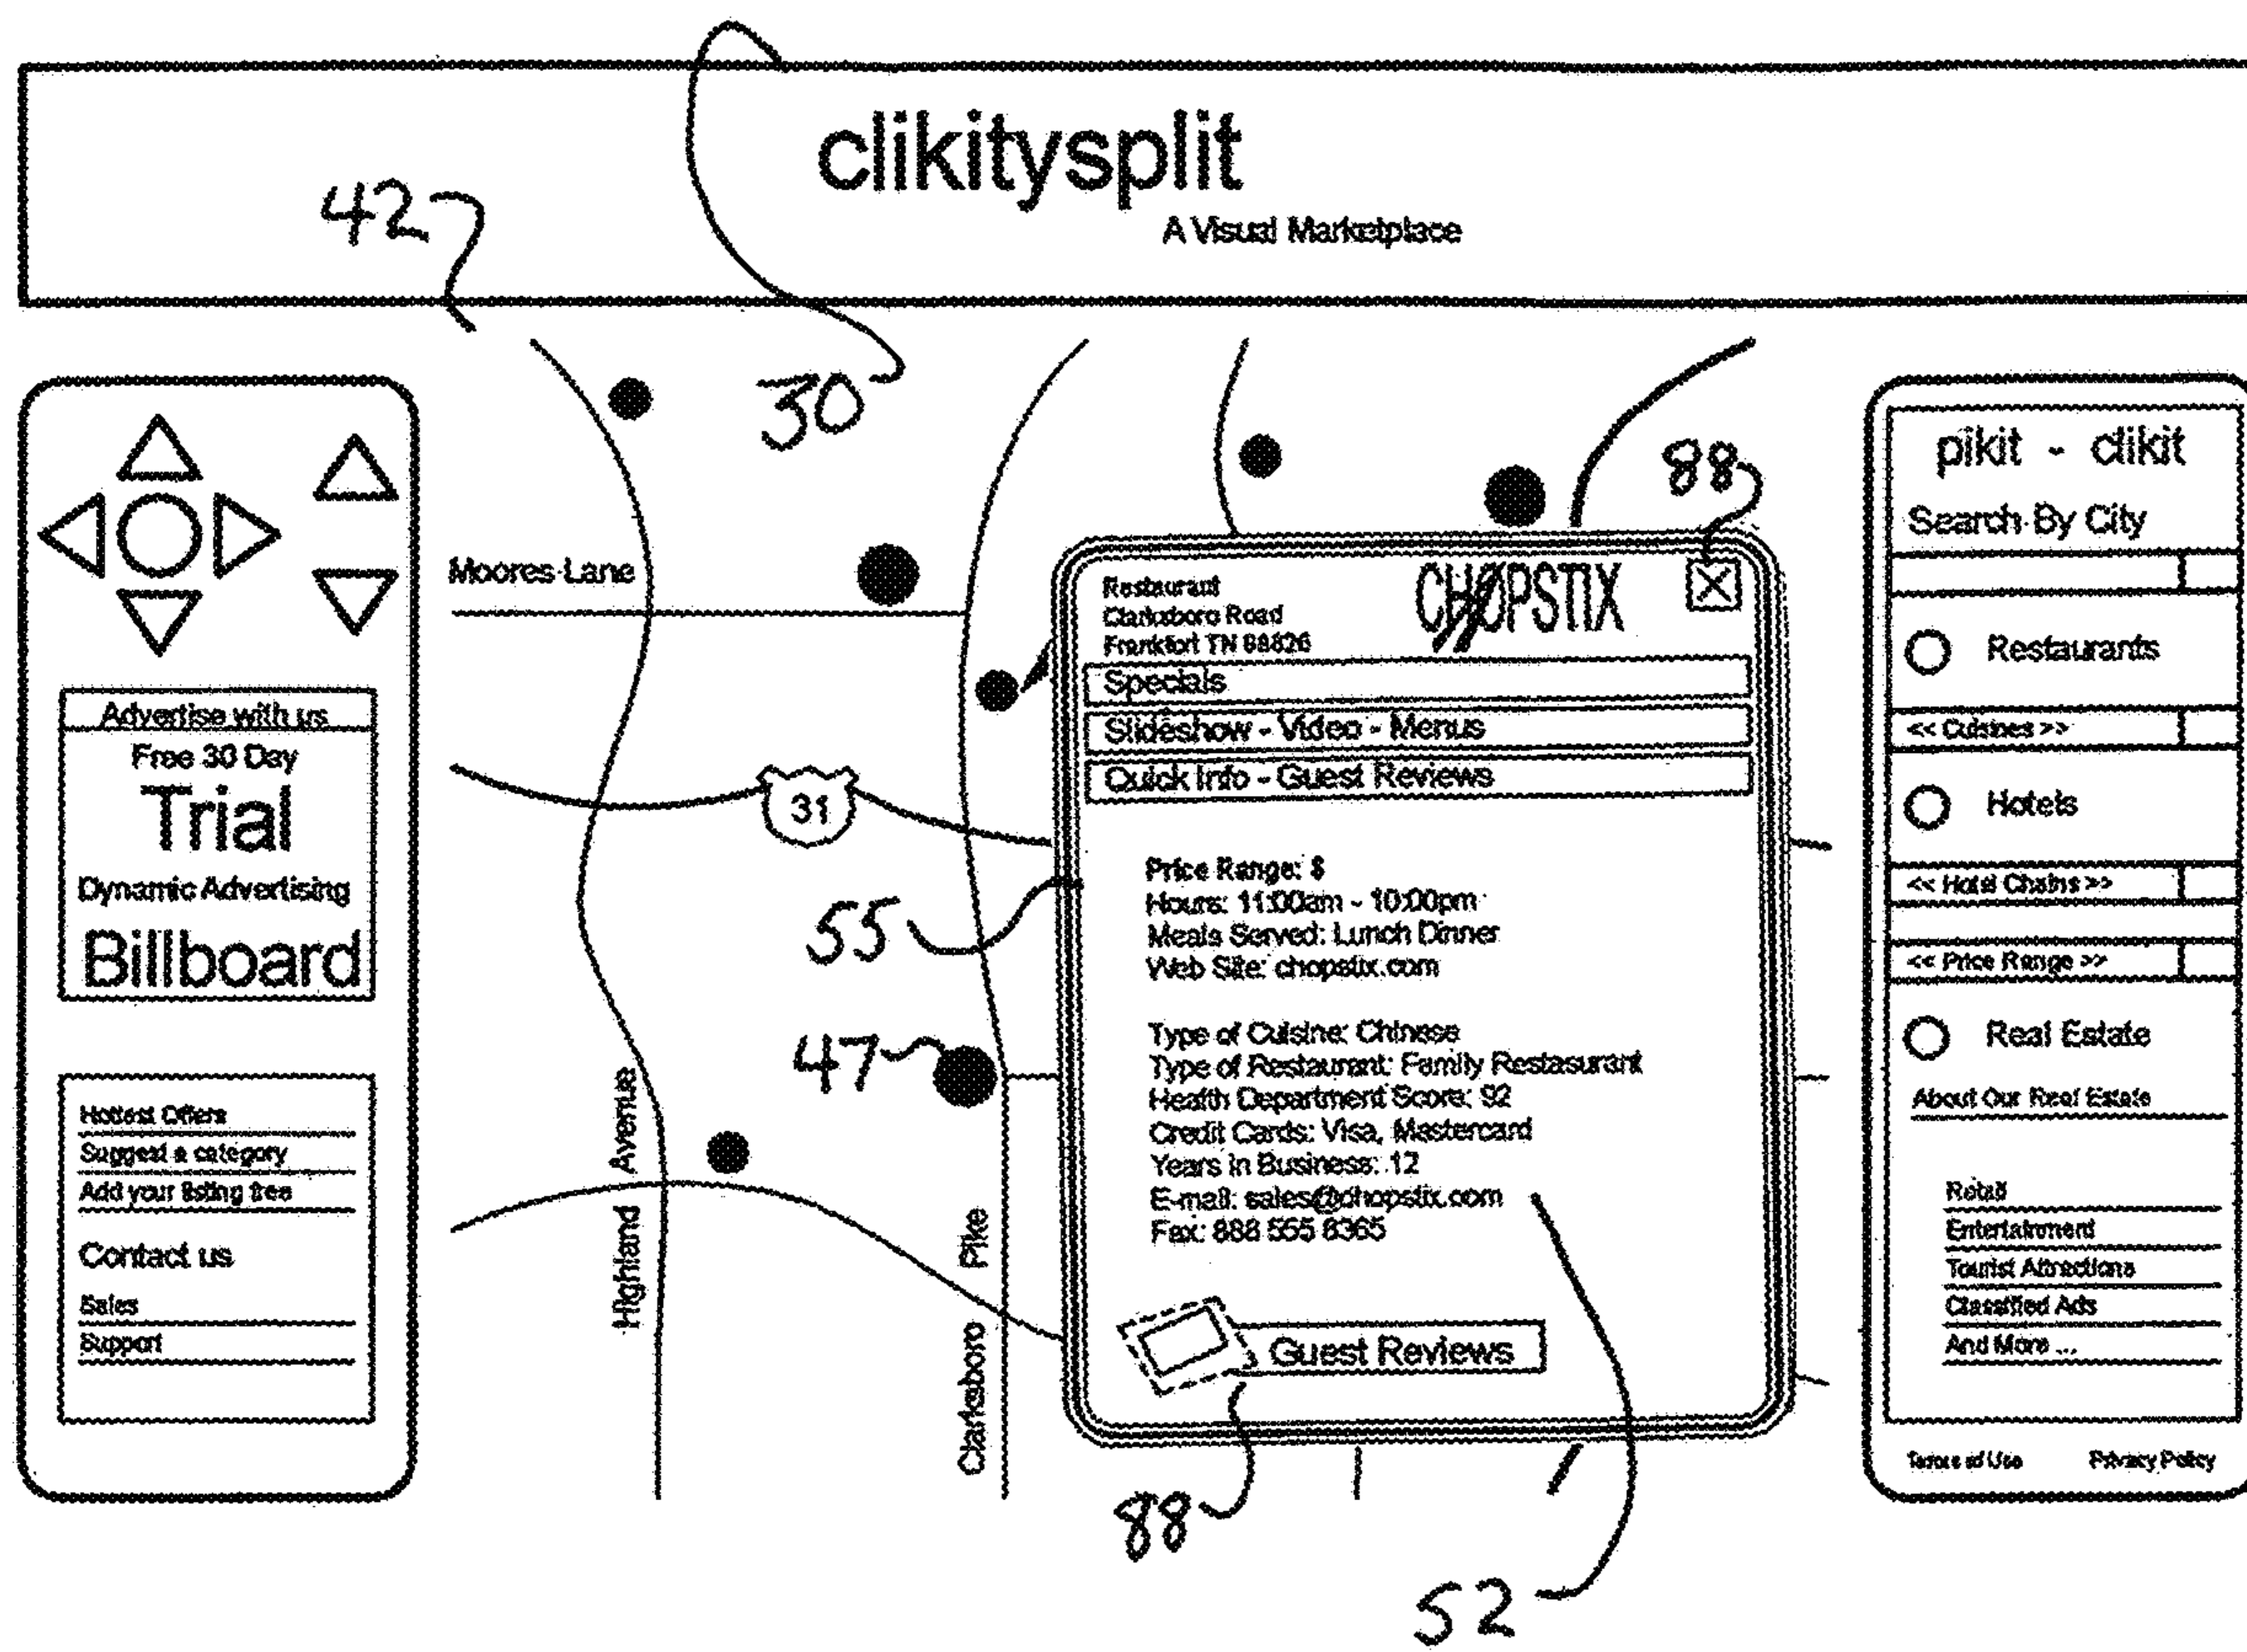 clikitysplit
A Visual Marketplace
42
30
88
Advertise with us
Free 30 Day
Trial
Dynamic Advertising
Billboard
Hottest Offers
Suggest a category
Add your listing free
Contact us
Sales
Support
Moores Lane
31
55
47
Highland Avenue
Clarksboro Pike
Restaurant
Clarksboro Road
Frankfort TN
CHOPSTIX
Specials
Slideshow - Video - Menus
Quick Info - Guest Reviews
Price Range: $
Hours: 11:00am - 10:00pm
Meals Served: Lunch Dinner
Web Site: chopstix.com
Type of Cuisine: Chinese
Type of Restaurant: Family Restasurant
Health Department Score: 92
Credit Cards: Visa, Mastercard
Years in Business: 12
E-mail: sales@chopstix.com
Fax: 888 555 8365
Guest Reviews
88
52
pikit - clikit
Search By City
Restaurants
<< Cuisines >>
Hotels
<< Hotel Chains >>
<< Price Range >>
Real Estate
About Our Real Estate
Retail
Entertainment
Tourist Attractions
Classified Ads
And More ...
Terms of Use
Privacy Policy